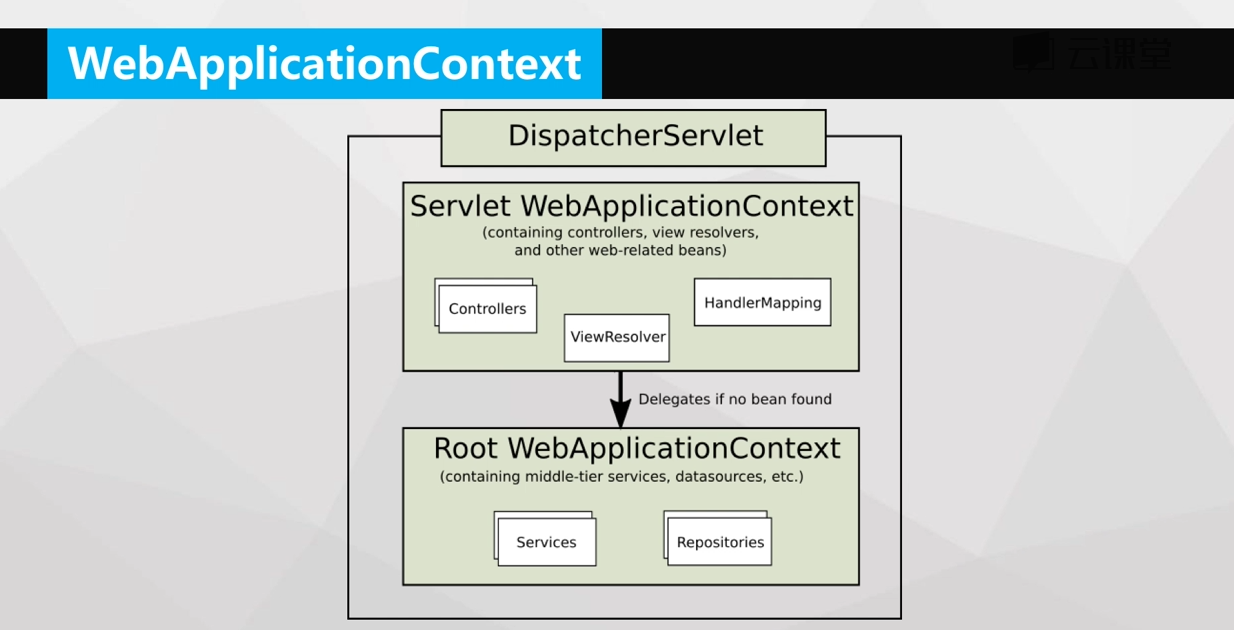 云课堂
WebApplicationContext
DispatcherServlet
Servlet WebApplicationContext
(containing controllers, view resolvers,
and other web-related beans)
Controllers
HandlerMapping
ViewResolver
Delegates if no bean found
Root WebApplicationContext
(containing middle-tier services, datasources, etc.)
Services
Repositories